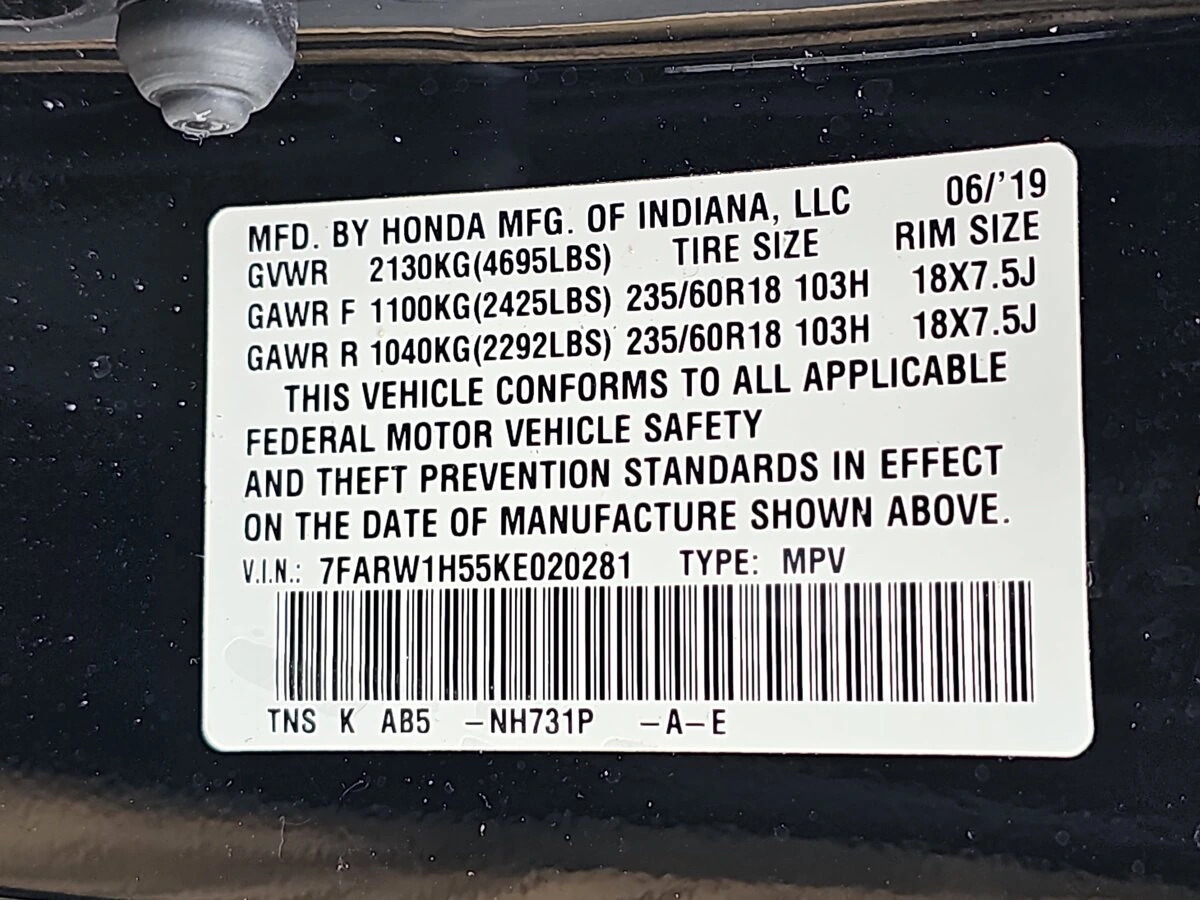 MFD. BY HONDA MFG. OF INDIANA, LLC 06/'19
GVWR 2130KG(4695LBS) TIRE SIZE RIM SIZE
GAWR F 1100KG(2425LBS) 235/60R18 103H 18X7.5J
GAWR R 1040KG(2292LBS) 235/60R18 103H 18X7.5J
THIS VEHICLE CONFORMS TO ALL APPLICABLE
FEDERAL MOTOR VEHICLE SAFETY
AND THEFT PREVENTION STANDARDS IN EFFECT
ON THE DATE OF MANUFACTURE SHOWN ABOVE.
V.I.N.: 7FARW1H55KE020281 TYPE: MPV
TNS K AB5 -NH731P -A-E